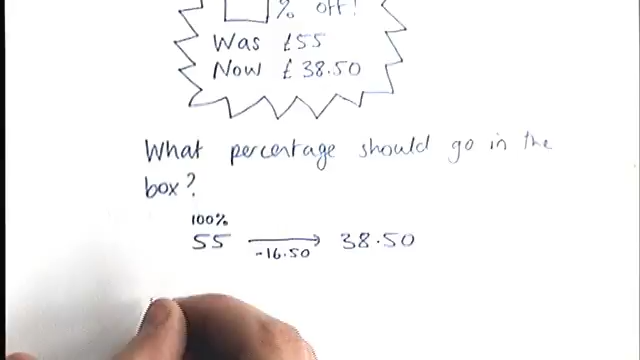 % off!
Was £55
Now £38.50
What percentage should go in the
box?
100%
55 38.50
-16.50